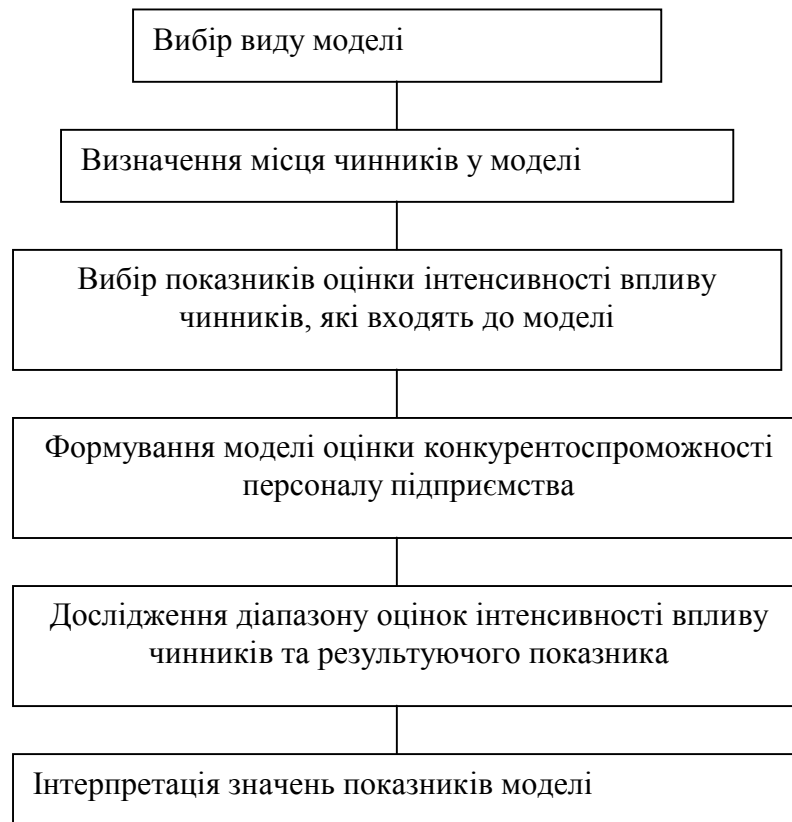 Вибір виду моделі
Визначення місця чинників у моделі
Вибір показників оцінки інтенсивності впливу
чинників, які входять до моделі
Формування моделі оцінки конкурентоспроможності
персоналу підприємства
Дослідження діапазону оцінок інтенсивності впливу
чинників та результуючого показника
Інтерпретація значень показників моделі